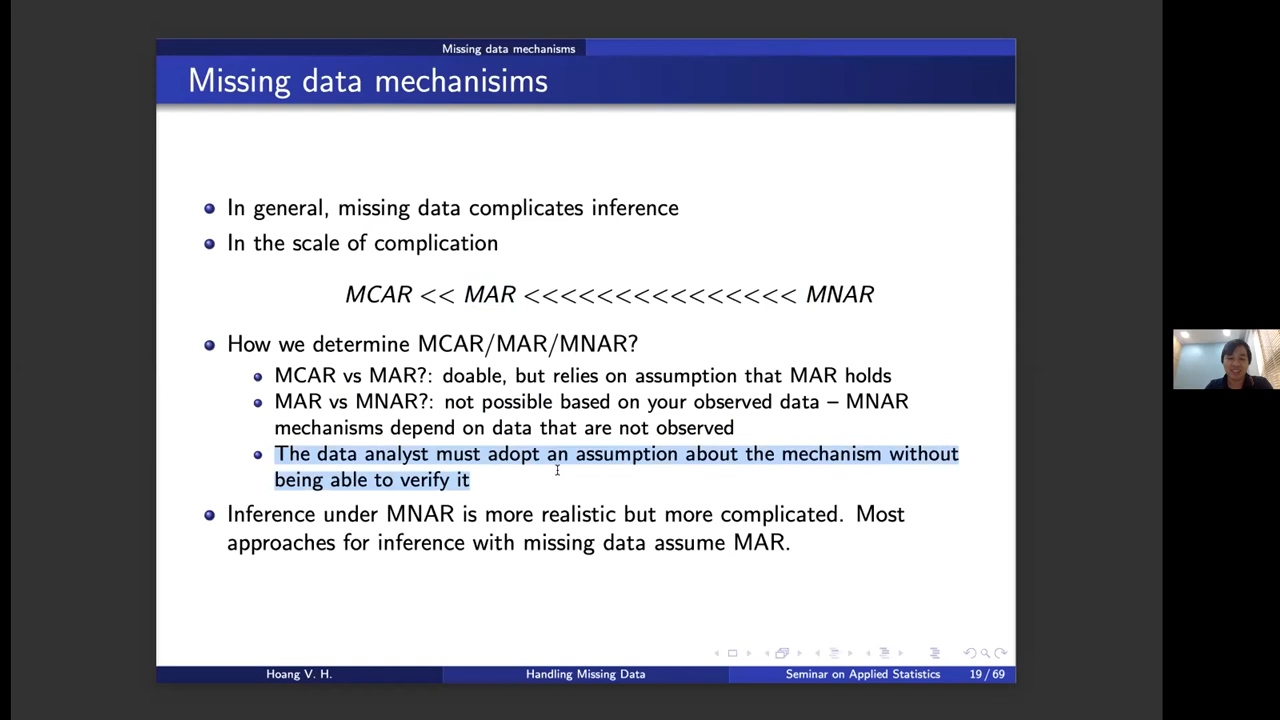 Missing data mechanisms
Missing data mechanisims
In general, missing data complicates inference
In the scale of complication
MCAR << MAR <<<<<<<<<<<<<<< MNAR
How we determine MCAR/MAR/MNAR?
MCAR vs MAR?: doable, but relies on assumption that MAR holds
MAR vs MNAR?: not possible based on your observed data – MNAR
mechanisms depend on data that are not observed
The data analyst must adopt an assumption about the mechanism without
being able to verify it
Inference under MNAR is more realistic but more complicated. Most
approaches for inference with missing data assume MAR.
Hoang V. H. Handling Missing Data Seminar on Applied Statistics 19 / 69